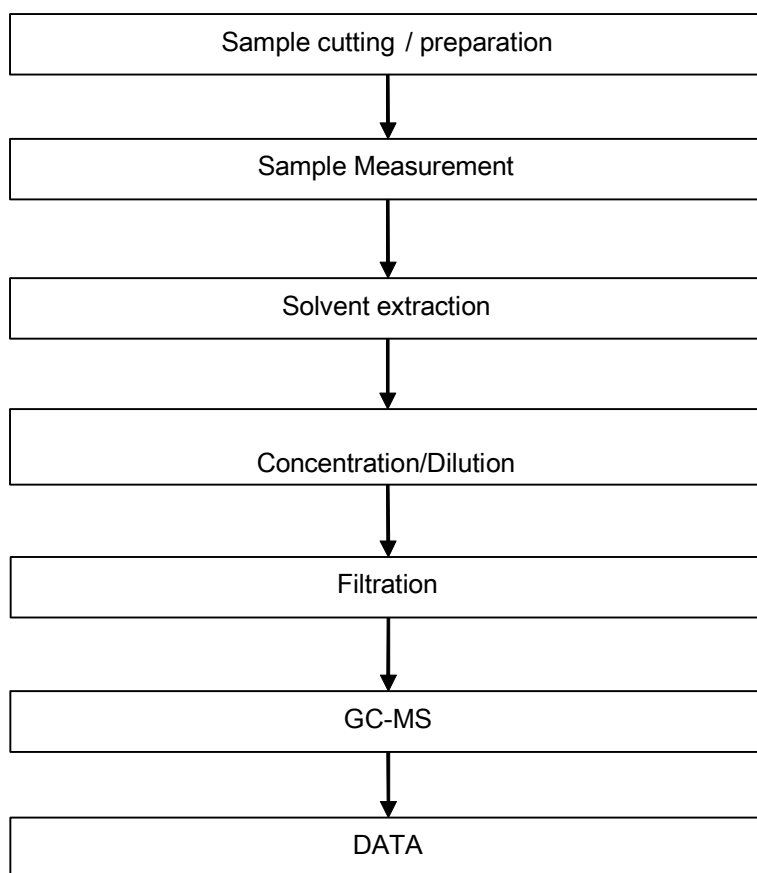 Sample cutting / preparation
Sample Measurement
Solvent extraction
Concentration/Dilution
Filtration
GC-MS
DATA